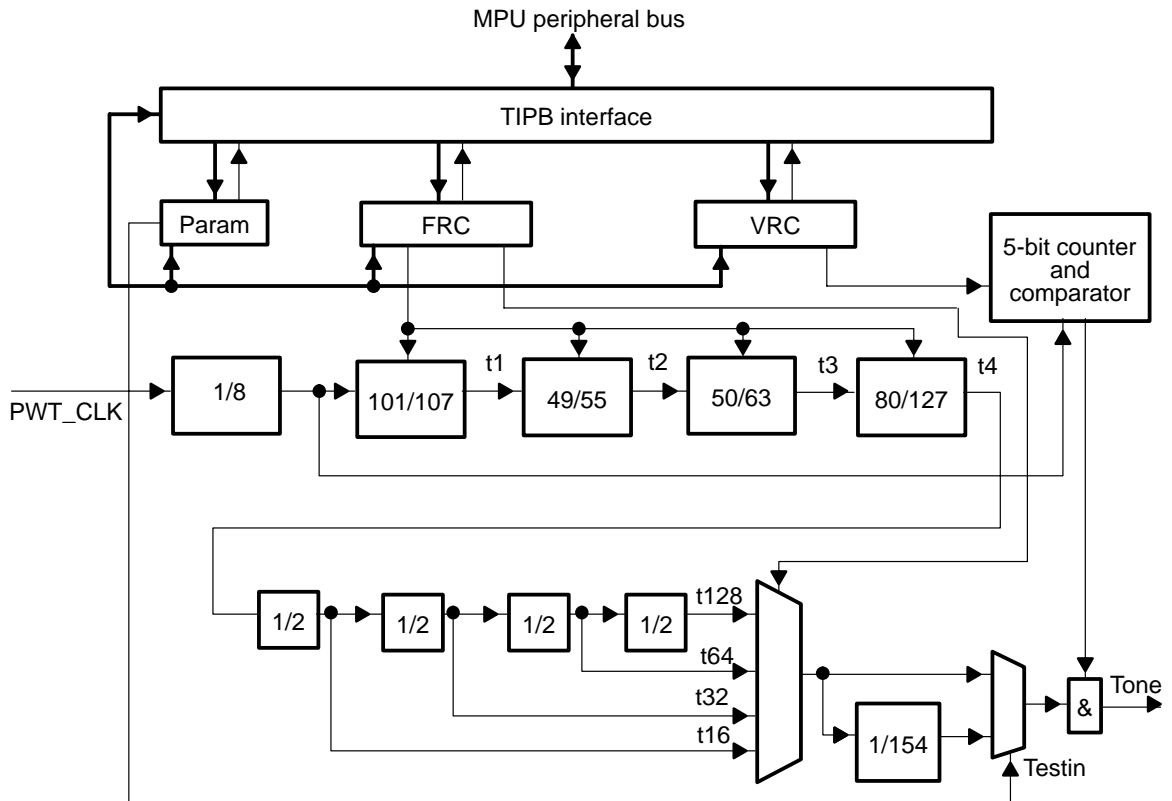 MPU peripheral bus
TIPB interface
Param
FRC
VRC
5-bit counter
and
comparator
PWT_CLK
1/8
101/107
t1
49/55
t2
50/63
t3
80/127
t4
1/2
1/2
1/2
1/2
t128
t64
t32
t16
1/154
&
Tone
Testin